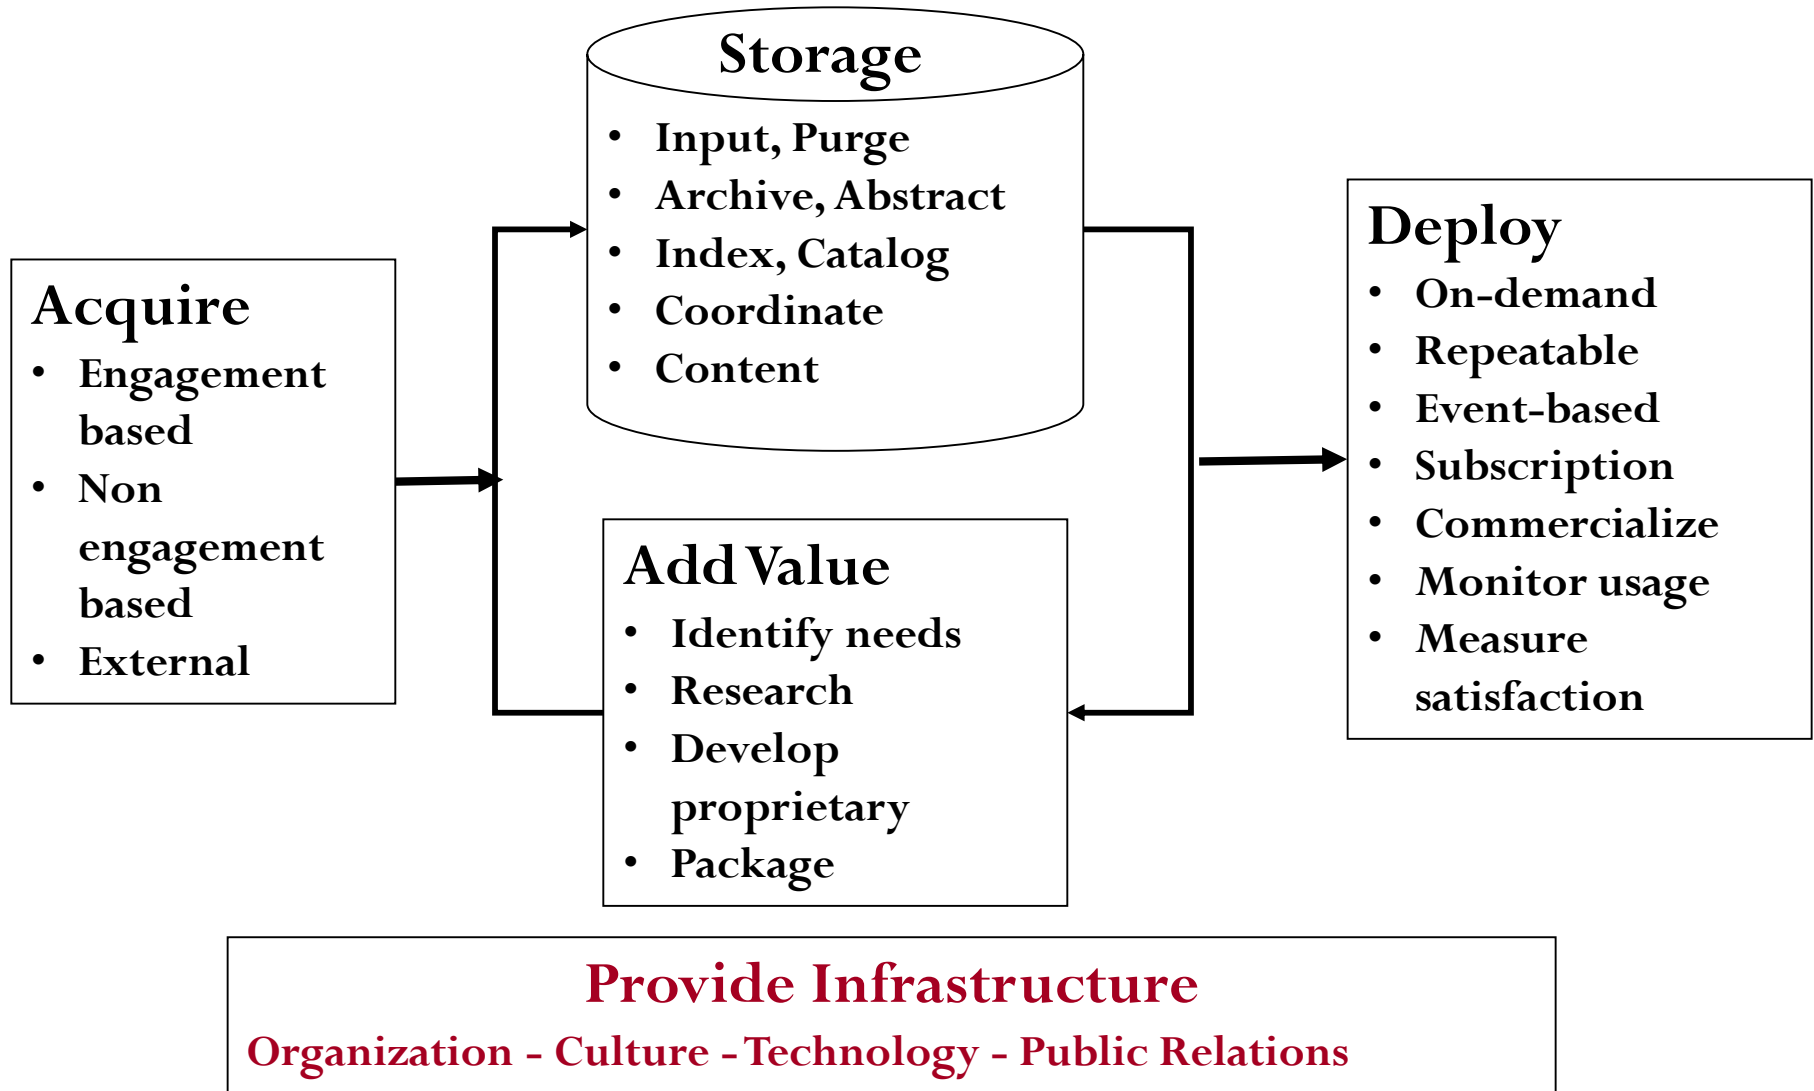 Storage
• Input, Purge
• Archive, Abstract
• Index, Catalog
• Coordinate
• Content
Acquire
• Engagement
based
• Non
engagement
based
• External
Add Value
• Identify needs
• Research
• Develop
proprietary
• Package
Deploy
• On-demand
• Repeatable
• Event-based
• Subscription
• Commercialize
• Monitor usage
• Measure
satisfaction
Provide Infrastructure
Organization - Culture - Technology - Public Relations